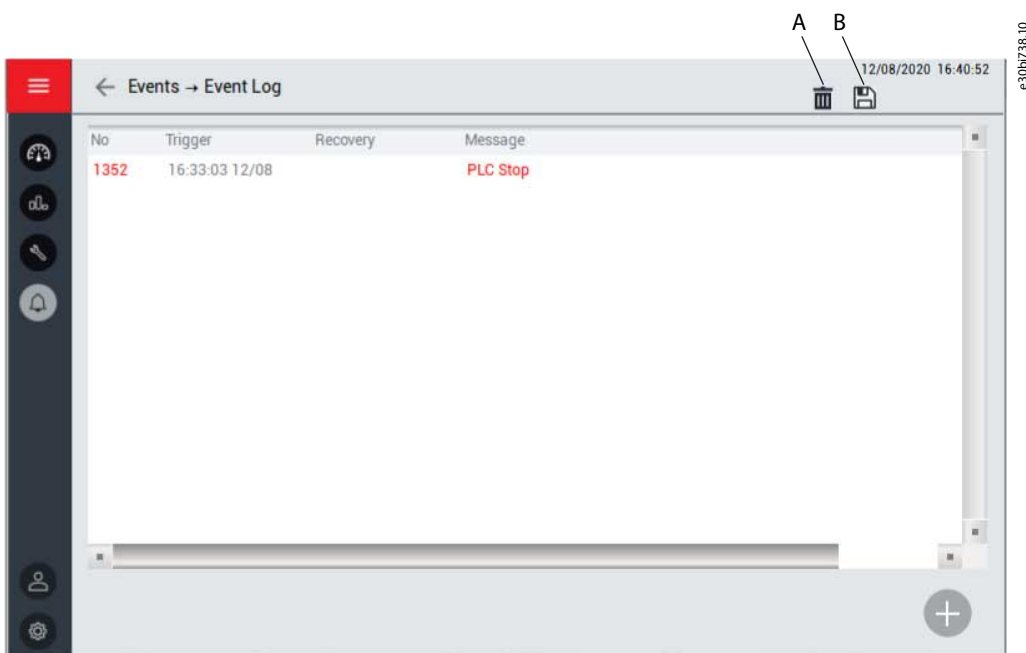 A B
e30bj738.10
12/08/2020 16:40:52
Events → Event Log
No Trigger Recovery Message
1352 16:33:03 12/08 PLC Stop